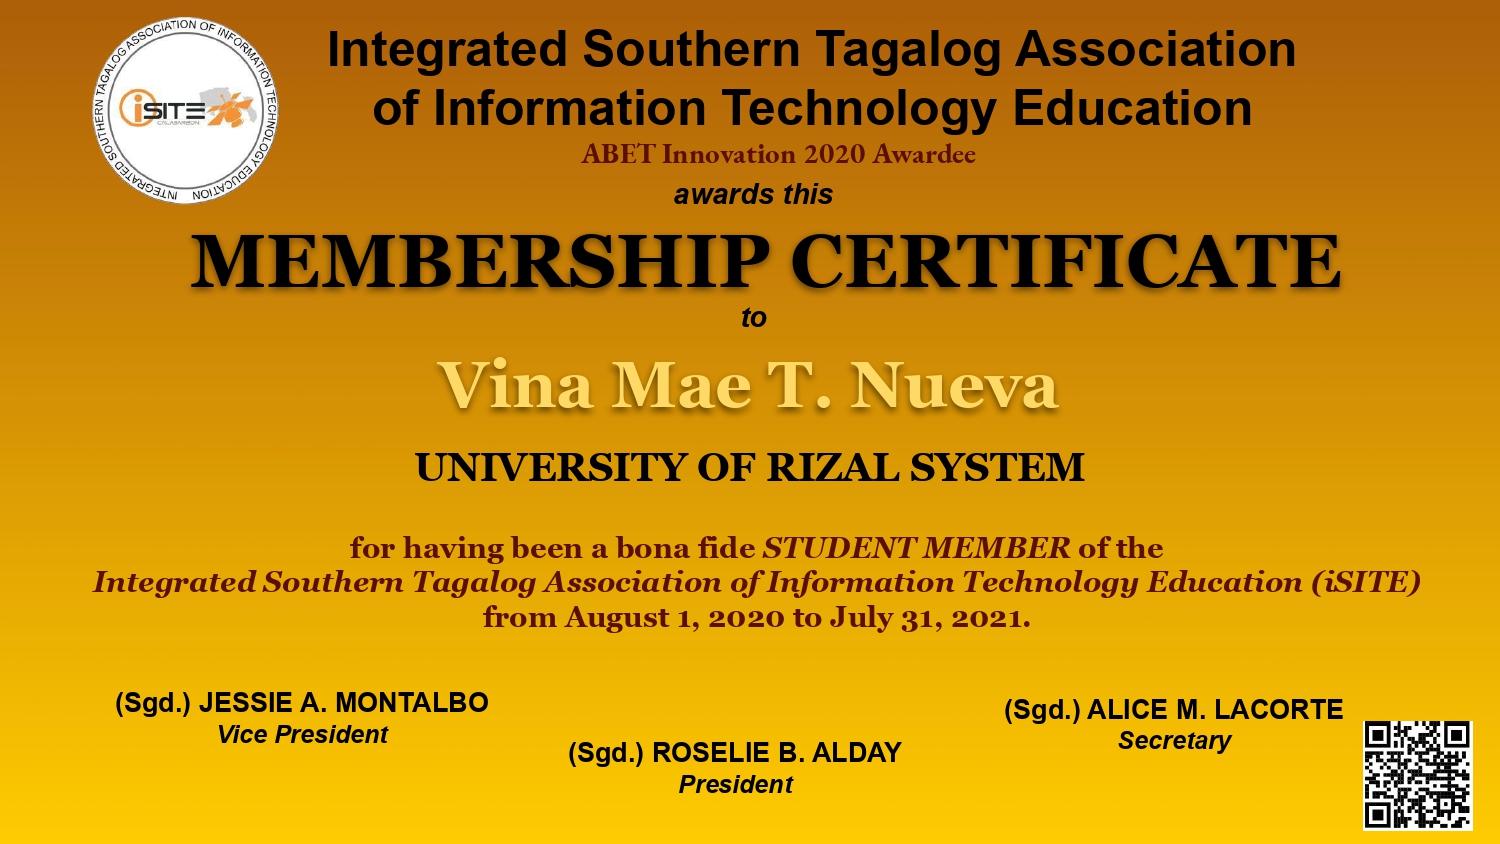 INTEGRATED SOUTHERN TAGALOG ASSOCIATION OF INFORMATION TECHNOLOGY EDUCATION
iSITE
CALABARZON
Integrated Southern Tagalog Association
of Information Technology Education
ABET Innovation 2020 Awardee
awards this
MEMBERSHIP CERTIFICATE
to
Vina Mae T. Nueva
UNIVERSITY OF RIZAL SYSTEM
for having been a bona fide STUDENT MEMBER of the
Integrated Southern Tagalog Association of Information Technology Education (iSITE)
from August 1, 2020 to July 31, 2021.
(Sgd.) JESSIE A. MONTALBO
Vice President
(Sgd.) ROSELIE B. ALDAY
President
(Sgd.) ALICE M. LACORTE
Secretary